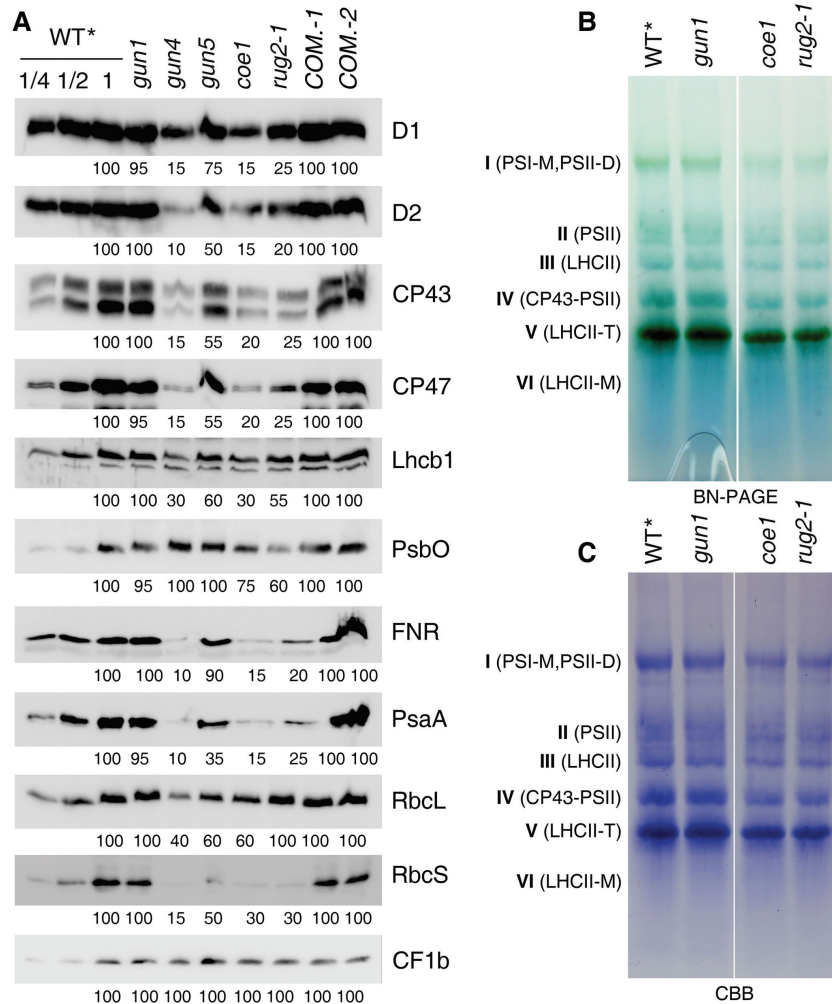 A
WT*
gun1
gun4
gun5
coe1
rug2-1
COM.-1
COM.-2
1/4 1/2 1
D1
100 95 15 75 15 25 100 100
D2
100 100 10 50 15 20 100 100
CP43
100 100 15 55 20 25 100 100
CP47
100 95 15 55 20 25 100 100
Lhcb1
100 100 30 60 30 55 100 100
PsbO
100 95 100 100 75 60 100 100
FNR
100 100 10 90 15 20 100 100
PsaA
100 95 10 35 15 25 100 100
RbcL
100 100 40 60 60 100 100 100
RbcS
100 100 15 50 30 30 100 100
CF1b
100 100 100 100 100 100 100 100
B
WT* gun1 coe1 rug2-1
I (PSI-M,PSII-D)
II (PSII)
III (LHCII)
IV (CP43-PSII)
V (LHCII-T)
VI (LHCII-M)
BN-PAGE
C
WT* gun1 coe1 rug2-1
I (PSI-M,PSII-D)
II (PSII)
III (LHCII)
IV (CP43-PSII)
V (LHCII-T)
VI (LHCII-M)
CBB